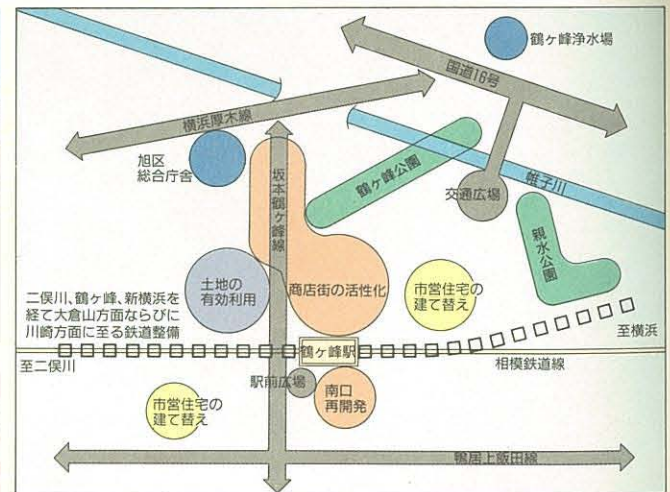 鶴ヶ峰浄水場
国道16号
横浜厚木線
旭区
総合庁舎
坂本鶴ヶ峰線
鶴ヶ峰公園
交通広場
帷子川
親水公園
土地の
有効利用
商店街の活性化
市営住宅の
建て替え
二俣川、鶴ヶ峰、新横浜を
経て大倉山方面ならびに
川崎方面に至る鉄道整備
至横浜
至二俣川
鶴ヶ峰駅
相模鉄道線
駅前広場
南口
再開発
市営住宅の
建て替え
鴨居上飯田線